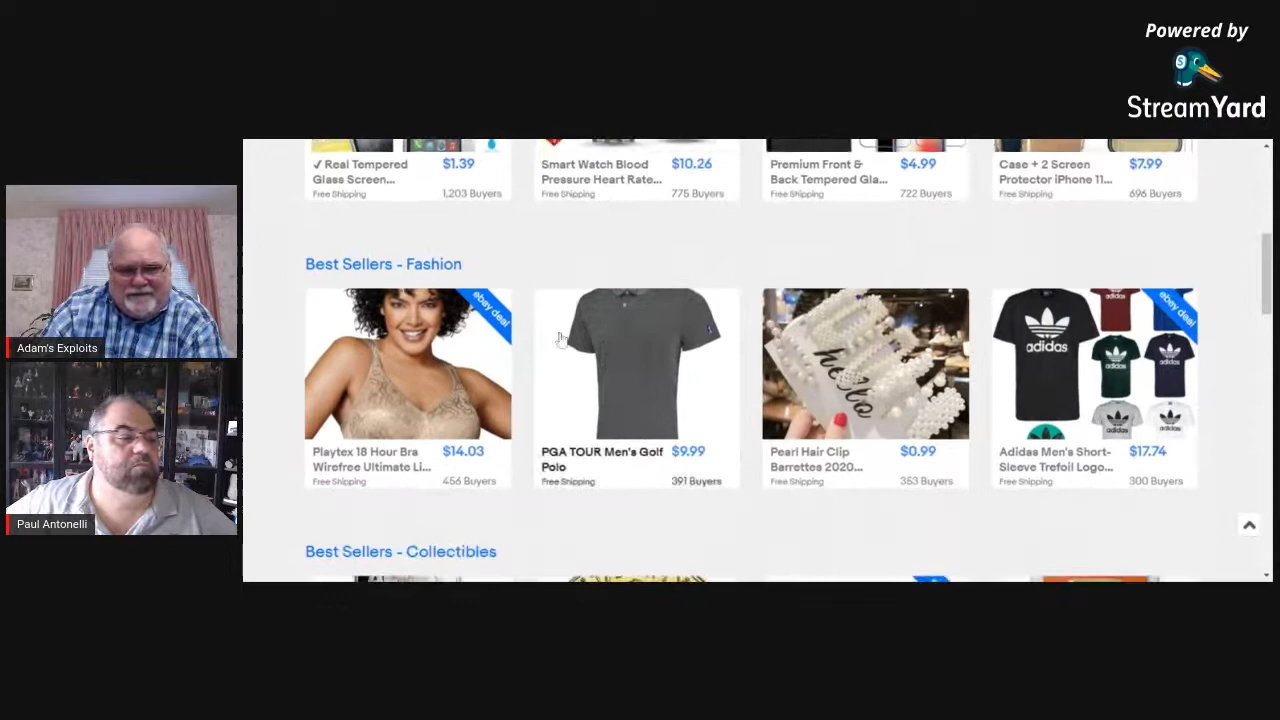 Powered by
StreamYard
✓ Real Tempered
Glass Screen...
$1.39
Free Shipping
1,203 Buyers
Smart Watch Blood
Pressure Heart Rate...
$10.26
Free Shipping
775 Buyers
Premium Front &
Back Tempered Gla...
$4.99
Free Shipping
722 Buyers
Case + 2 Screen
Protector iPhone 11...
$7.99
Free Shipping
696 Buyers
Best Sellers - Fashion
ebay deal
Playtex 18 Hour Bra
Wirefree Ultimate Li...
$14.03
Free Shipping
456 Buyers
PGA TOUR Men's Golf
Polo
$9.99
Free Shipping
391 Buyers
hello
Pearl Hair Clip
Barrettes 2020...
$0.99
Free Shipping
353 Buyers
ebay deal
adidas
Adidas Men's Short-
Sleeve Trefoil Logo...
$17.74
Free Shipping
300 Buyers
Best Sellers - Collectibles
Adam's Exploits
Paul Antonelli